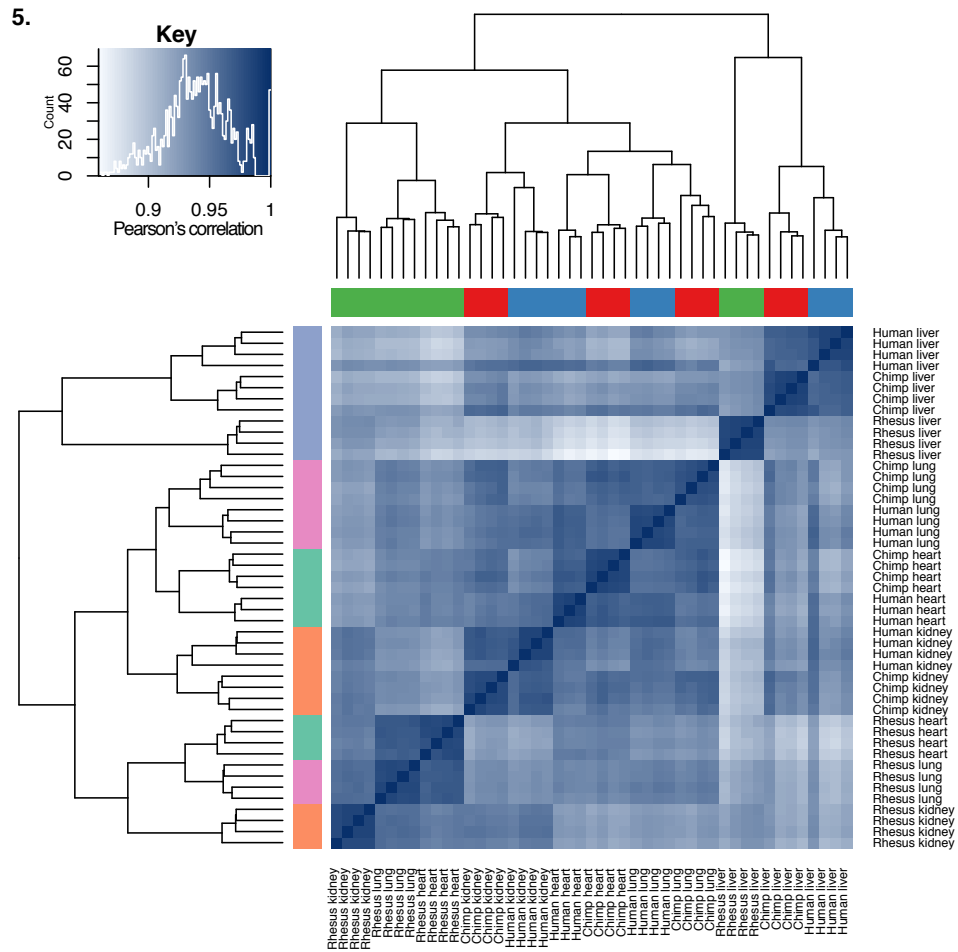 5.
Key
Count
0
20
40
60
0.9
0.95
1
Pearson's correlation
Human liver
Human liver
Human liver
Human liver
Chimp liver
Chimp liver
Chimp liver
Chimp liver
Rhesus liver
Rhesus liver
Rhesus liver
Rhesus liver
Chimp lung
Chimp lung
Chimp lung
Chimp lung
Human lung
Human lung
Human lung
Human lung
Chimp heart
Chimp heart
Chimp heart
Chimp heart
Human heart
Human heart
Human heart
Human kidney
Human kidney
Human kidney
Human kidney
Chimp kidney
Chimp kidney
Chimp kidney
Chimp kidney
Rhesus heart
Rhesus heart
Rhesus heart
Rhesus heart
Rhesus lung
Rhesus lung
Rhesus lung
Rhesus lung
Rhesus kidney
Rhesus kidney
Rhesus kidney
Rhesus kidney
Rhesus kidney
Rhesus kidney
Rhesus kidney
Rhesus kidney
Rhesus lung
Rhesus lung
Rhesus lung
Rhesus lung
Rhesus heart
Rhesus heart
Rhesus heart
Rhesus heart
Chimp kidney
Chimp kidney
Chimp kidney
Chimp kidney
Human kidney
Human kidney
Human kidney
Human kidney
Human heart
Human heart
Human heart
Chimp heart
Chimp heart
Chimp heart
Chimp heart
Human lung
Human lung
Human lung
Human lung
Chimp lung
Chimp lung
Chimp lung
Chimp lung
Rhesus liver
Rhesus liver
Rhesus liver
Rhesus liver
Chimp liver
Chimp liver
Chimp liver
Chimp liver
Human liver
Human liver
Human liver
Human liver